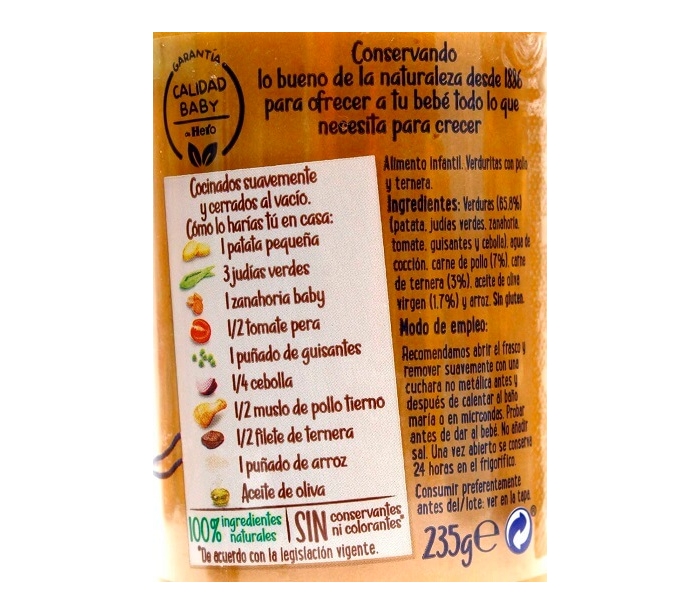 GARANTÍA
CALIDAD
BABY
de Hero
Conservando
lo bueno de la naturaleza desde 1886
para ofrecer a tu bebé todo lo que
necesita para crecer
Cocinados suavemente
y cerrados al vacío.
Cómo lo harías tú en casa:
1 patata pequeña
3 judías verdes
1 zanahoria baby
1/2 tomate pera
1 puñado de guisantes
1/4 cebolla
1/2 muslo de pollo tierno
1/2 filete de ternera
1 puñado de arroz
Aceite de oliva
100% ingredientes
naturales
SIN conservantes
ni colorantes*
*De acuerdo con la legislación vigente.
Alimento infantil. Verduritas con pollo
y ternera.
Ingredientes: Verduras (65,8%)
(patata, judías verdes, zanahoria,
tomate, guisantes y cebolla), agua de
cocción, carne de pollo (7%), carne
de ternera (3%), aceite de oliva
virgen (1,7%) y arroz. Sin gluten.
Modo de empleo:
Recomendamos abrir el frasco y
remover suavemente con una
cuchara no metálica antes y
después de calentar al baño
maría o en microondas. Probar
antes de dar al bebé. No añadir
sal. Una vez abierto se conserva
24 horas en el frigorífico.
Consumir preferentemente
antes del/lote: ver en la tapa.
235g e